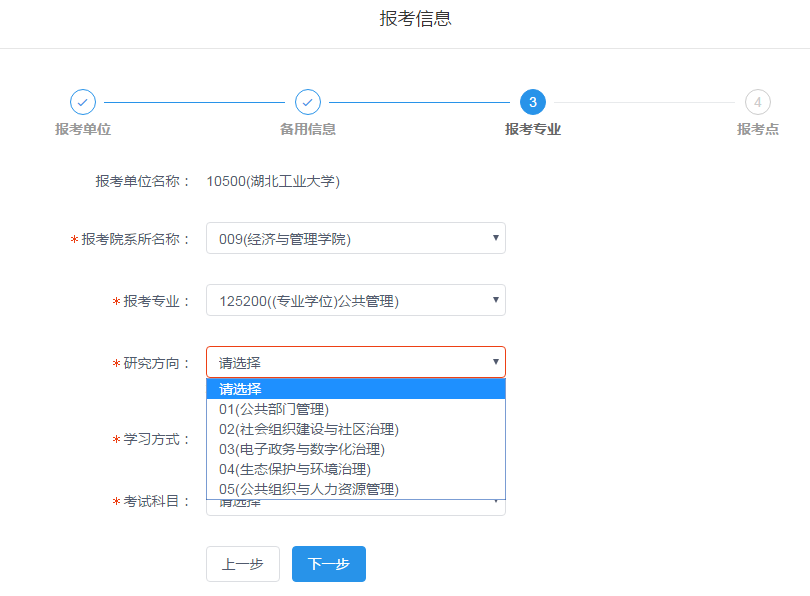 报考信息
3
4
报考单位
备用信息
报考专业
报考点
报考单位名称：
10500(湖北工业大学)
*报考院系所名称：
009(经济与管理学院)
*报考专业：
125200((专业学位)公共管理)
*研究方向：
请选择
请选择
01(公共部门管理)
02(社会组织建设与社区治理)
03(电子政务与数字化治理)
04(生态保护与环境治理)
05(公共组织与人力资源管理)
*学习方式：
*考试科目：
请选择
上一步
下一步